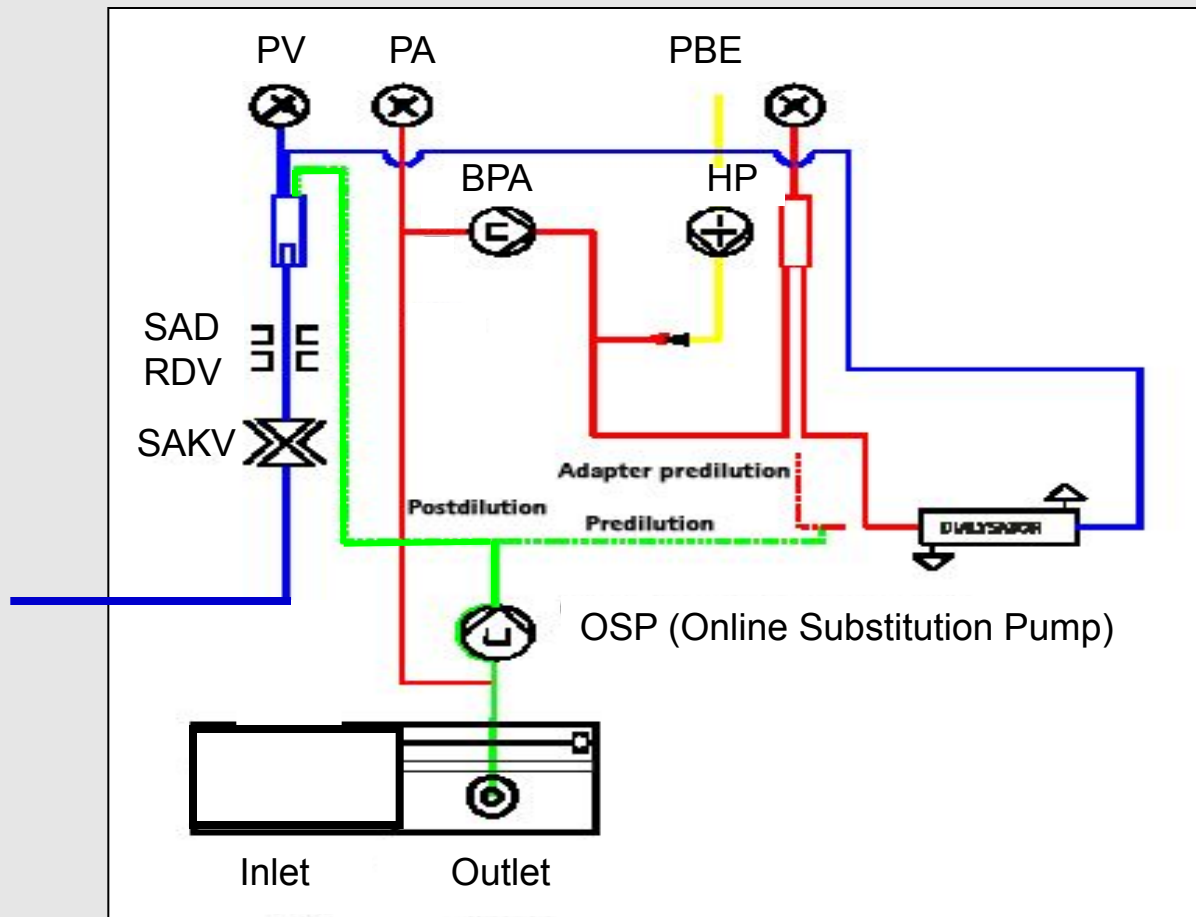 PV PA PBE
BPA HP
SAD
RDV
SAKV
Adapter predilution
Postdilution
Predilution
DIALYSATOR
OSP (Online Substitution Pump)
Inlet Outlet